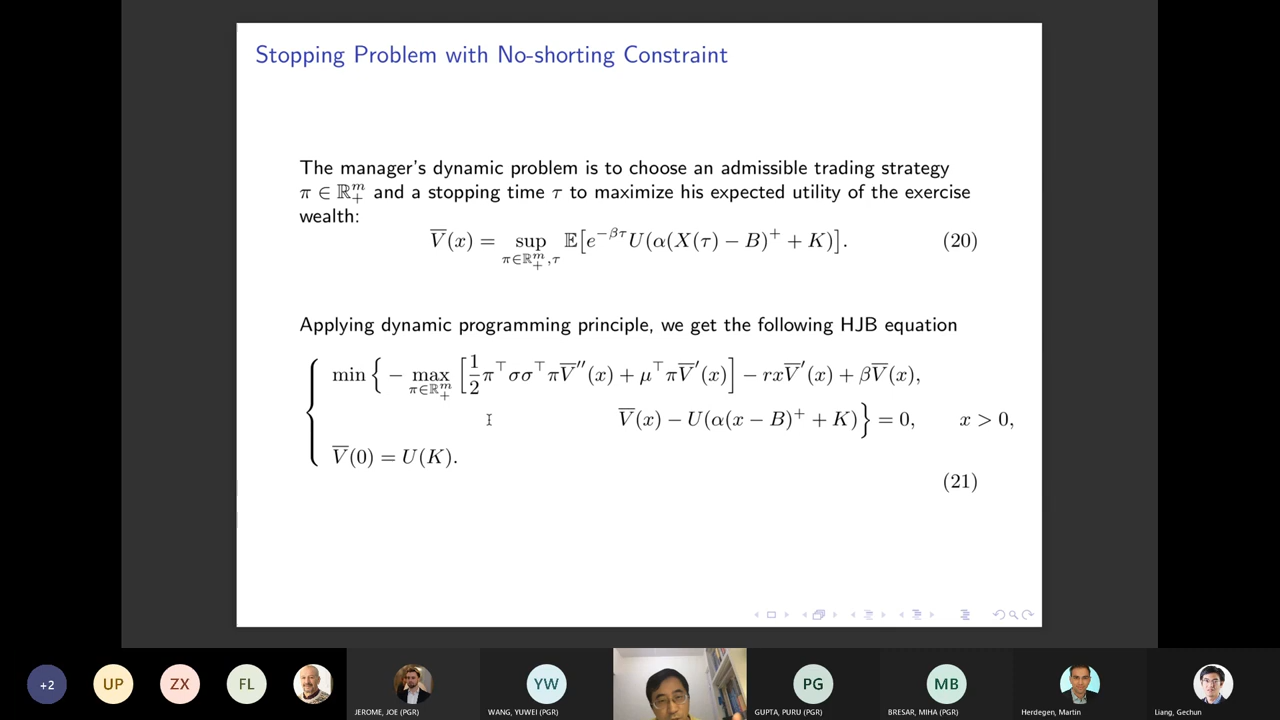 Stopping Problem with No-shorting Constraint
The manager's dynamic problem is to choose an admissible trading strategy
π ∈ ℝ₊ᵐ and a stopping time τ to maximize his expected utility of the exercise
wealth:
V̅(x) = sup_{π∈ℝ₊ᵐ,τ} 𝔼[e^{−βτ}U(α(X(τ) − B)⁺ + K)]. (20)
Applying dynamic programming principle, we get the following HJB equation
min{ − max_{π∈ℝ₊ᵐ} [½π^⊤σσ^⊤πV̅″(x) + μ^⊤πV̅′(x)] − rxV̅′(x) + βV̅(x),
V̅(x) − U(α(x − B)⁺ + K)} = 0, x > 0,
V̅(0) = U(K).
(21)
+2 UP ZX FL YW PG MB
JEROME, JOE (PGR) WANG, YUWEI (PGR) GUPTA, PURU (PGR) BRESAR, MIHA (PGR) Herdegen, Martin Liang, Gechun